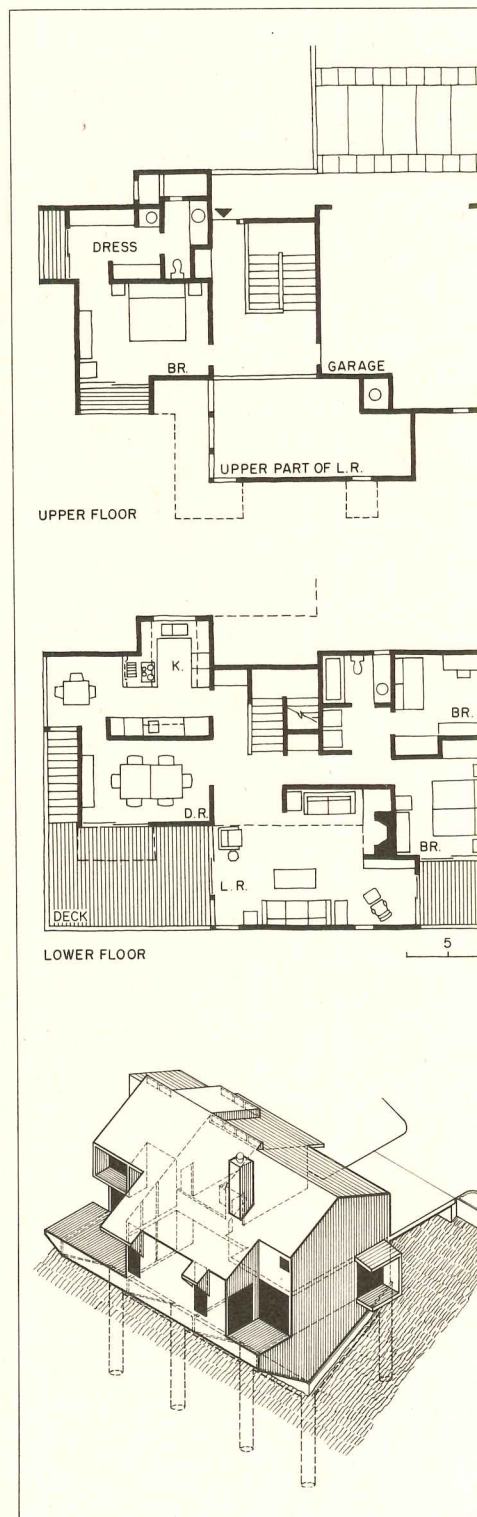 DRESS
BR.
GARAGE
UPPER PART OF L.R.
UPPER FLOOR
K.
BR.
D.R.
BR.
L.R.
DECK
5
LOWER FLOOR